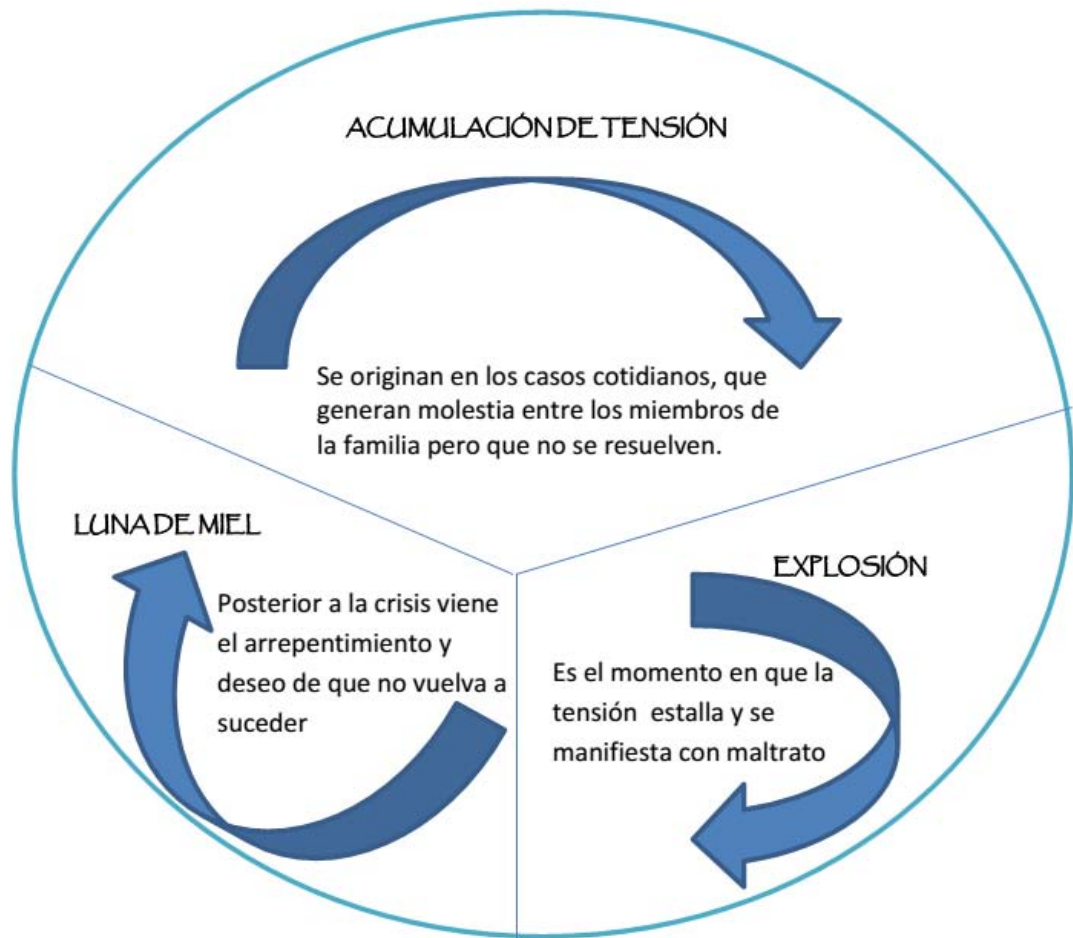 ACUMULACIÓN DE TENSIÓN
Se originan en los casos cotidianos, que
generan molestia entre los miembros de
la familia pero que no se resuelven.
LUNA DE MIEL
Posterior a la crisis viene
el arrepentimiento y
deseo de que no vuelva a
suceder
EXPLOSIÓN
Es el momento en que la
tensión estalla y se
manifiesta con maltrato